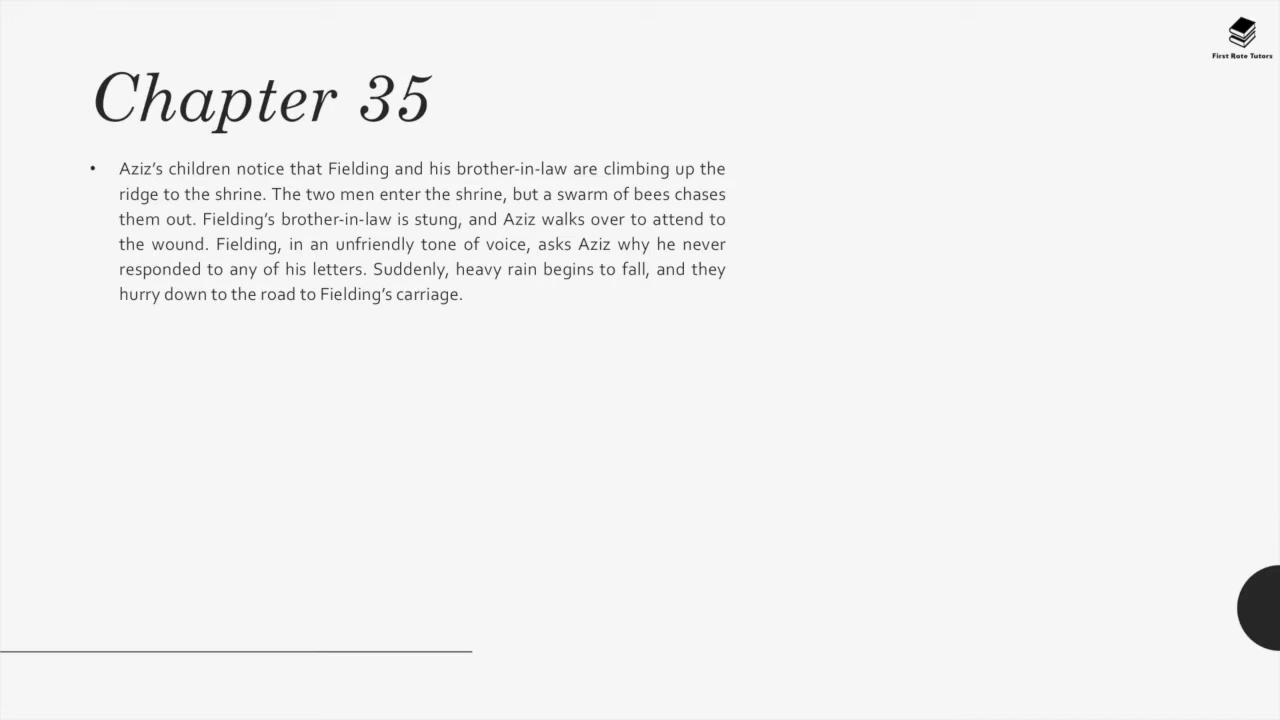 First Rate Tutors
Chapter 35
• Aziz’s children notice that Fielding and his brother-in-law are climbing up the
ridge to the shrine. The two men enter the shrine, but a swarm of bees chases
them out. Fielding’s brother-in-law is stung, and Aziz walks over to attend to
the wound. Fielding, in an unfriendly tone of voice, asks Aziz why he never
responded to any of his letters. Suddenly, heavy rain begins to fall, and they
hurry down to the road to Fielding’s carriage.